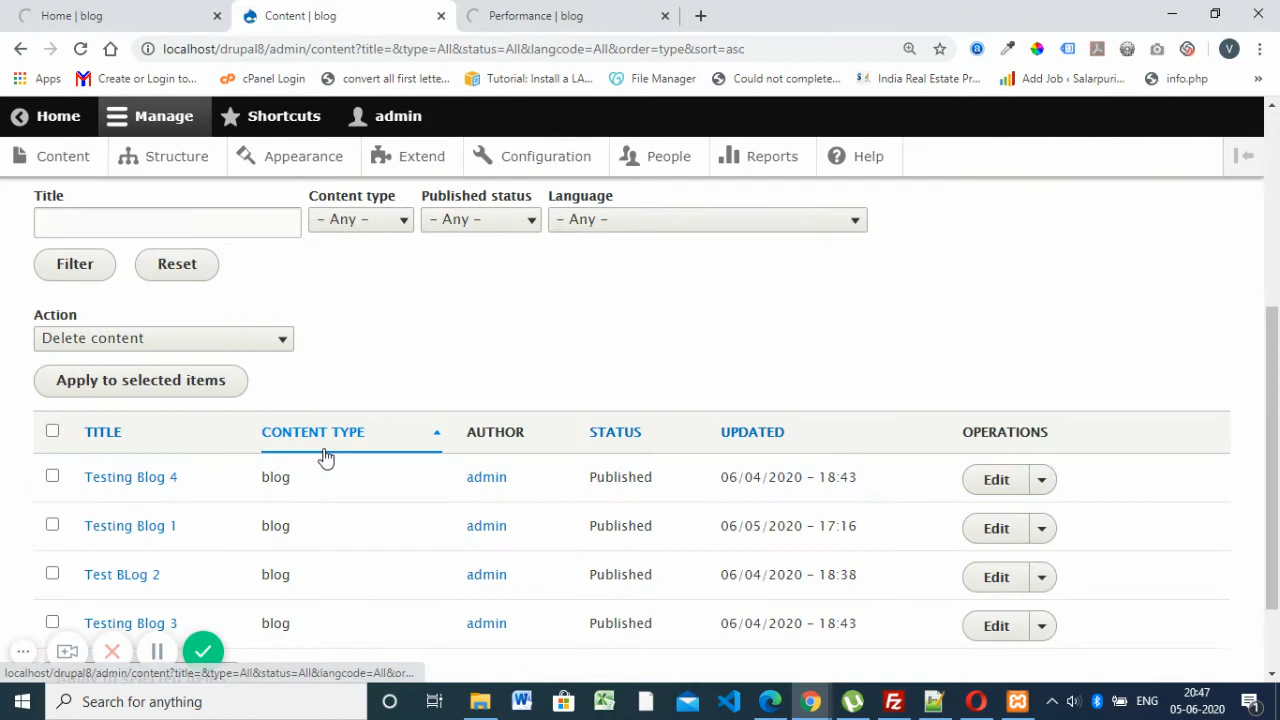 Home | blog
Content | blog
Performance | blog
localhost/drupal8/admin/content?title=&type=All&status=All&langcode=All&order=type&sort=asc
V
Apps
Create or Login to...
cPanel Login
convert all first lette...
Tutorial: Install a LA...
File Manager
Could not complete...
India Real Estate Pr...
Add Job ‹ Salarpuri...
info.php
»
Home
Manage
Shortcuts
admin
Content
Structure
Appearance
Extend
Configuration
People
Reports
Help
Title
Content type
Published status
Language
- Any -
- Any -
- Any -
Filter
Reset
Action
Delete content
Apply to selected items
TITLE CONTENT TYPE AUTHOR STATUS UPDATED OPERATIONS
Testing Blog 4 blog admin Published 06/04/2020 - 18:43 Edit
Testing Blog 1 blog admin Published 06/05/2020 - 17:16 Edit
Test BLog 2 blog admin Published 06/04/2020 - 18:38 Edit
Testing Blog 3 blog admin Published 06/04/2020 - 18:43 Edit
localhost/drupal8/admin/content?title=&type=All&status=All&langcode=All&or...
Search for anything
ENG
20:47
05-06-2020